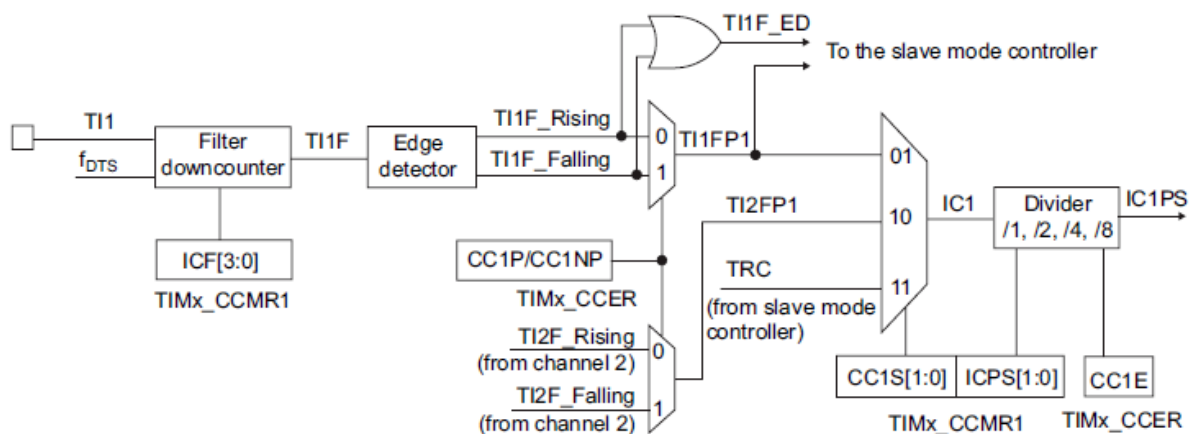 TI1F_ED
To the slave mode controller
TI1
f_DTS
Filter
downcounter
TI1F
Edge
detector
TI1F_Rising
TI1F_Falling
0
1
TI1FP1
01
10
11
TI2FP1
TRC
(from slave mode
controller)
IC1
Divider
/1, /2, /4, /8
IC1PS
ICF[3:0]
TIMx_CCMR1
CC1P/CC1NP
TIMx_CCER
TI2F_Rising
(from channel 2)
TI2F_Falling
(from channel 2)
0
1
CC1S[1:0]
ICPS[1:0]
CC1E
TIMx_CCMR1
TIMx_CCER